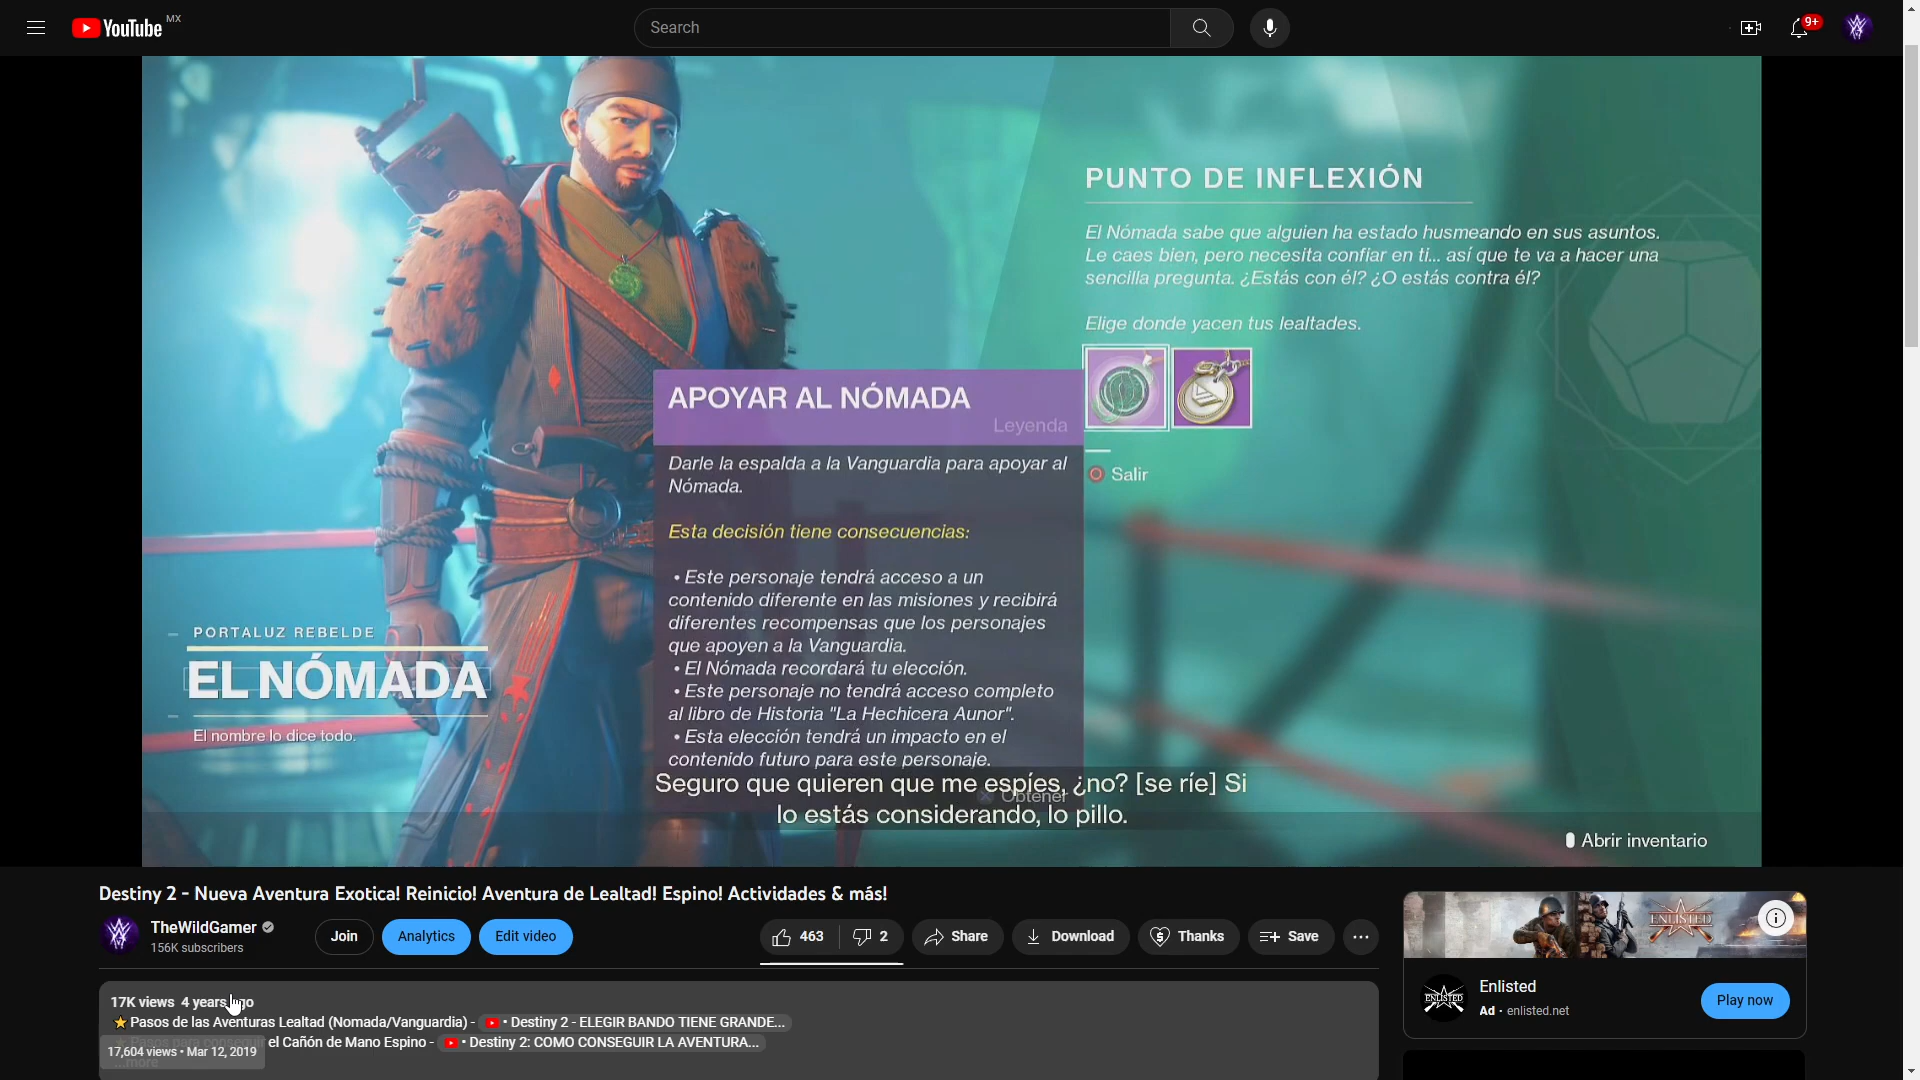 YouTube MX
Search
9+
PUNTO DE INFLEXIÓN
El Nómada sabe que alguien ha estado husmeando en sus asuntos.
Le caes bien, pero necesita confiar en ti... así que te va a hacer una
sencilla pregunta. ¿Estás con él? ¿O estás contra él?
Elige donde yacen tus lealtades.
Salir
APOYAR AL NÓMADA
Leyenda
Darle la espalda a la Vanguardia para apoyar al
Nómada.
Esta decisión tiene consecuencias:
• Este personaje tendrá acceso a un
contenido diferente en las misiones y recibirá
diferentes recompensas que los personajes
que apoyen a la Vanguardia.
• El Nómada recordará tu elección.
• Este personaje no tendrá acceso completo
al libro de Historia "La Hechicera Aunor".
• Esta elección tendrá un impacto en el
contenido futuro para este personaje.
Obtener
PORTALUZ REBELDE
EL NÓMADA
El nombre lo dice todo.
Seguro que quieren que me espíes, ¿no? [se ríe] Si
lo estás considerando, lo pillo.
Abrir inventario
Destiny 2 - Nueva Aventura Exotica! Reinicio! Aventura de Lealtad! Espino! Actividades & más!
TheWildGamer
156K subscribers
Join
Analytics
Edit video
463
2
Share
Download
Thanks
Save
17K views 4 years ago
Pasos de las Aventuras Lealtad (Nomada/Vanguardia) - • Destiny 2 - ELEGIR BANDO TIENE GRANDE...
Pasos para conseguir el Cañón de Mano Espino - • Destiny 2: COMO CONSEGUIR LA AVENTURA...
...more
17,604 views • Mar 12, 2019
ENLISTED
ENLISTED
Enlisted
Ad · enlisted.net
Play now